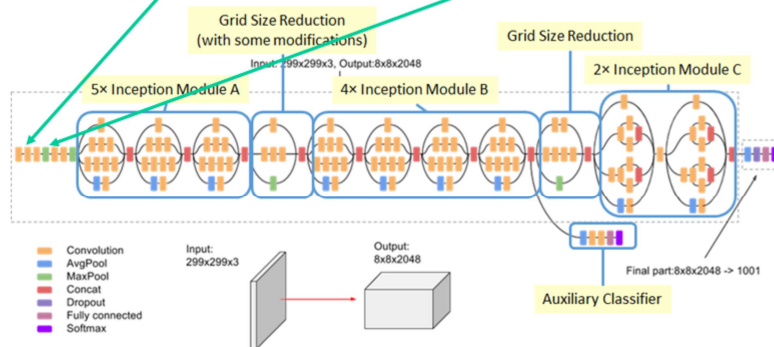 Grid Size Reduction
(with some modifications)
Grid Size Reduction
Input: 299x299x3, Output:8x8x2048
2× Inception Module C
5× Inception Module A
4× Inception Module B
Input:
299x299x3
Output:
8x8x2048
Convolution
AvgPool
MaxPool
Concat
Dropout
Fully connected
Softmax
Final part:8x8x2048 -> 1001
Auxiliary Classifier